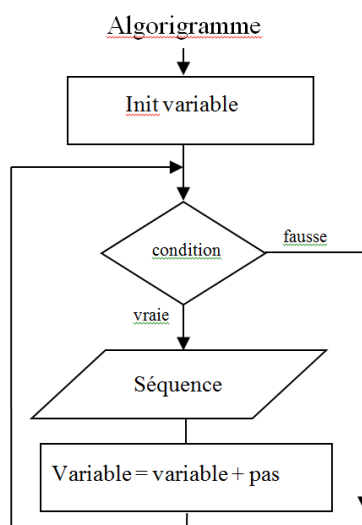 Algorigramme
Init variable
condition
fausse
vraie
Séquence
Variable = variable + pas